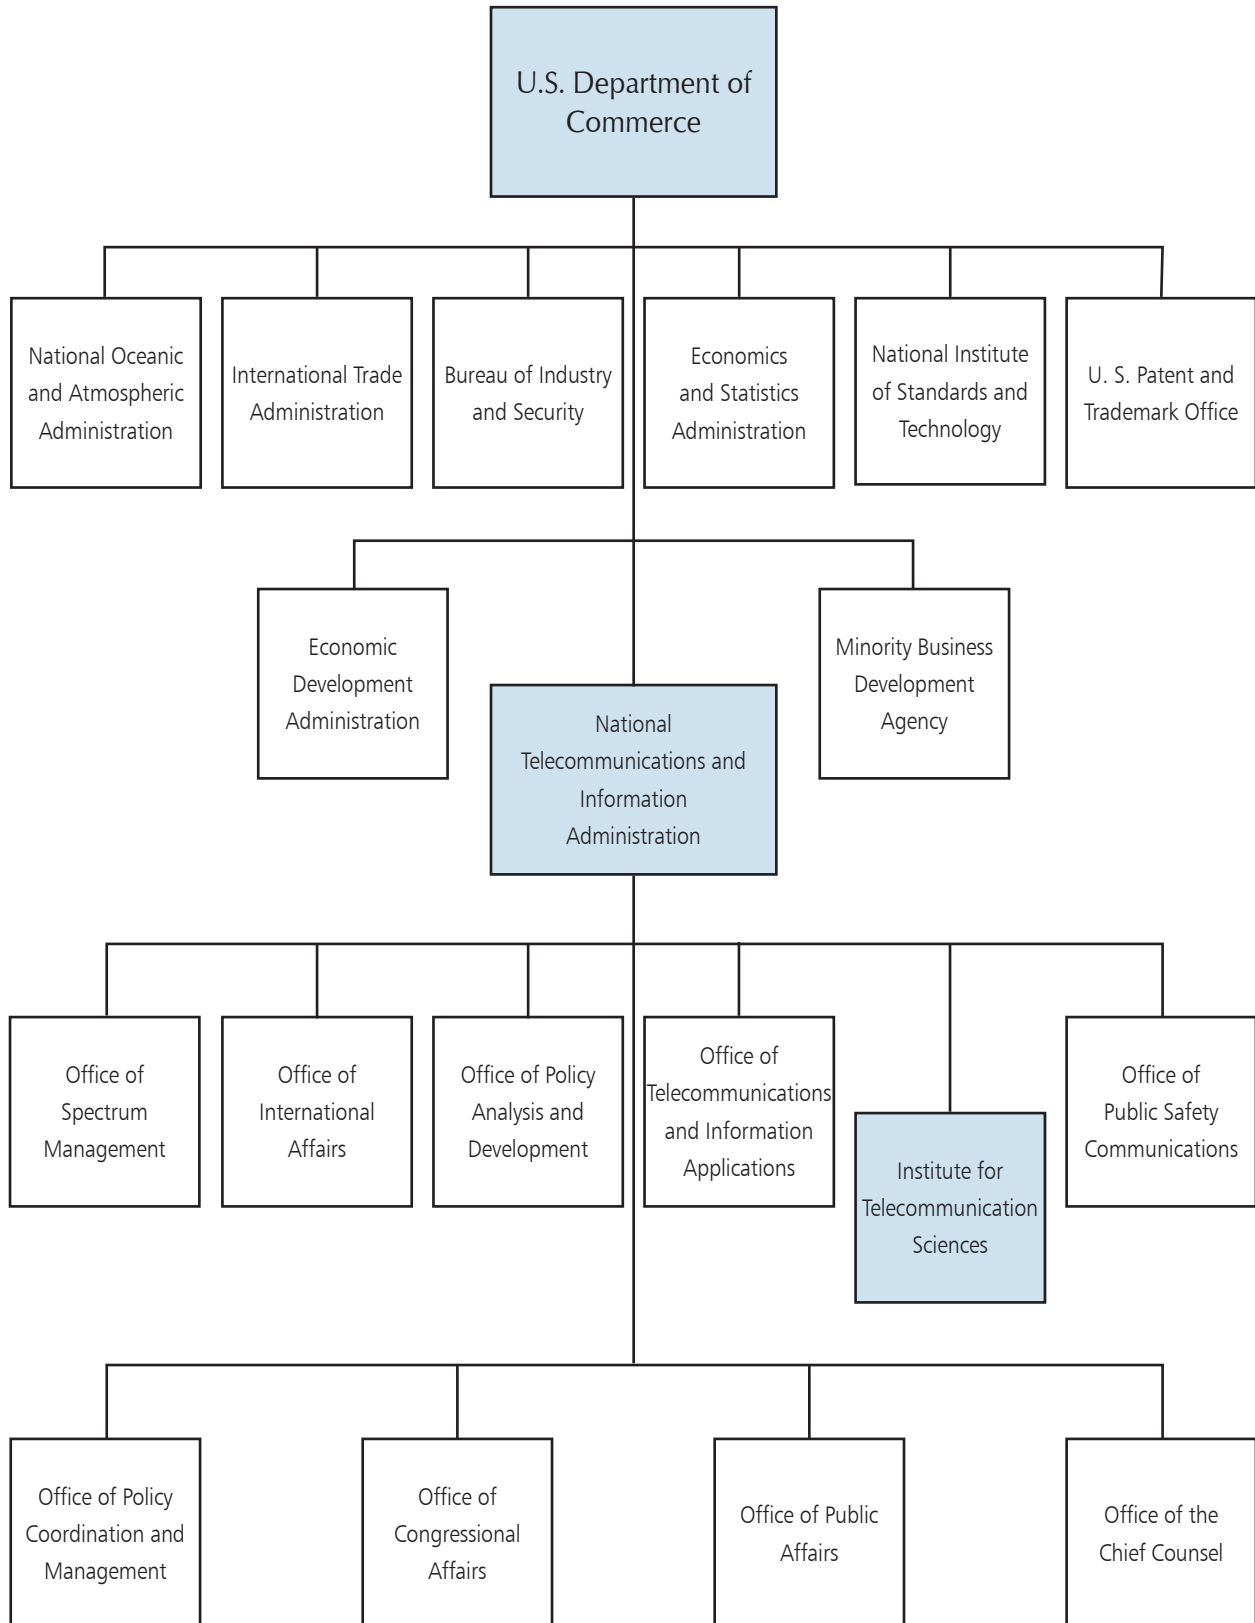 U.S. Department of
Commerce
National Oceanic
and Atmospheric
Administration
International Trade
Administration
Bureau of Industry
and Security
Economics
and Statistics
Administration
National Institute
of Standards and
Technology
U. S. Patent and
Trademark Office
Economic
Development
Administration
Minority Business
Development
Agency
National
Telecommunications and
Information
Administration
Office of
Spectrum
Management
Office of
International
Affairs
Office of Policy
Analysis and
Development
Office of
Telecommunications
and Information
Applications
Institute for
Telecommunication
Sciences
Office of
Public Safety
Communications
Office of Policy
Coordination and
Management
Office of
Congressional
Affairs
Office of Public
Affairs
Office of the
Chief Counsel